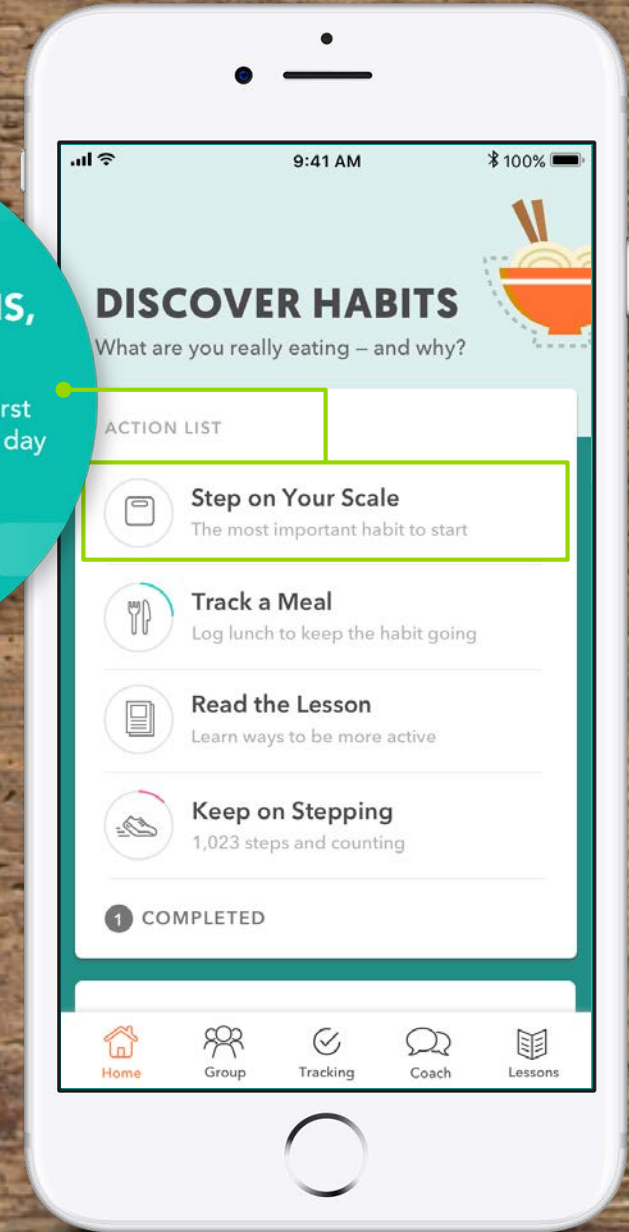 9:41 AM
100%
DISCOVER HABITS
What are you really eating – and why?
day
ACTION LIST
Step on Your Scale
The most important habit to start
Track a Meal
Log lunch to keep the habit going
Read the Lesson
Learn ways to be more active
Keep on Stepping
1,023 steps and counting
1 COMPLETED
Home Group Tracking Coach Lessons